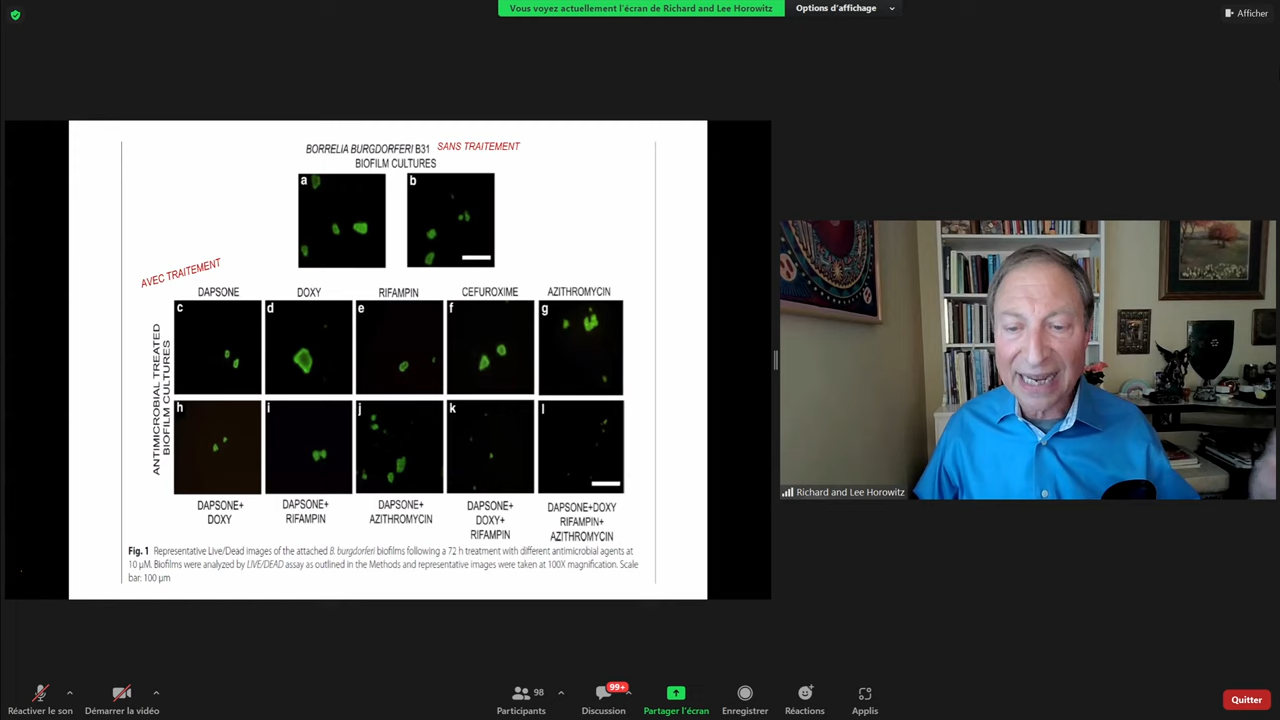 Vous voyez actuellement l'écran de Richard and Lee Horowitz
Options d'affichage
Afficher
BORRELIA BURGDORFERI B31 SANS TRAITEMENT
BIOFILM CULTURES
a
b
AVEC TRAITEMENT
DAPSONE
DOXY
RIFAMPIN
CEFUROXIME
AZITHROMYCIN
ANTIMICROBIAL TREATED
BIOFILM CULTURES
c
d
e
f
g
h
i
j
k
l
DAPSONE+
DOXY
DAPSONE+
RIFAMPIN
DAPSONE+
AZITHROMYCIN
DAPSONE+
DOXY+
RIFAMPIN
DAPSONE+DOXY
RIFAMPIN+
AZITHROMYCIN
Fig. 1 Representative Live/Dead images of the attached B. burgdorferi biofilms following a 72 h treatment with different antimicrobial agents at
10 μM. Biofilms were analyzed by LIVE/DEAD assay as outlined in the Methods and representative images were taken at 100X magnification. Scale
bar: 100 μm
Richard and Lee Horowitz
Réactiver le son
Démarrer la vidéo
98
Participants
99+
Discussion
Partager l'écran
Enregistrer
Réactions
Applis
Quitter